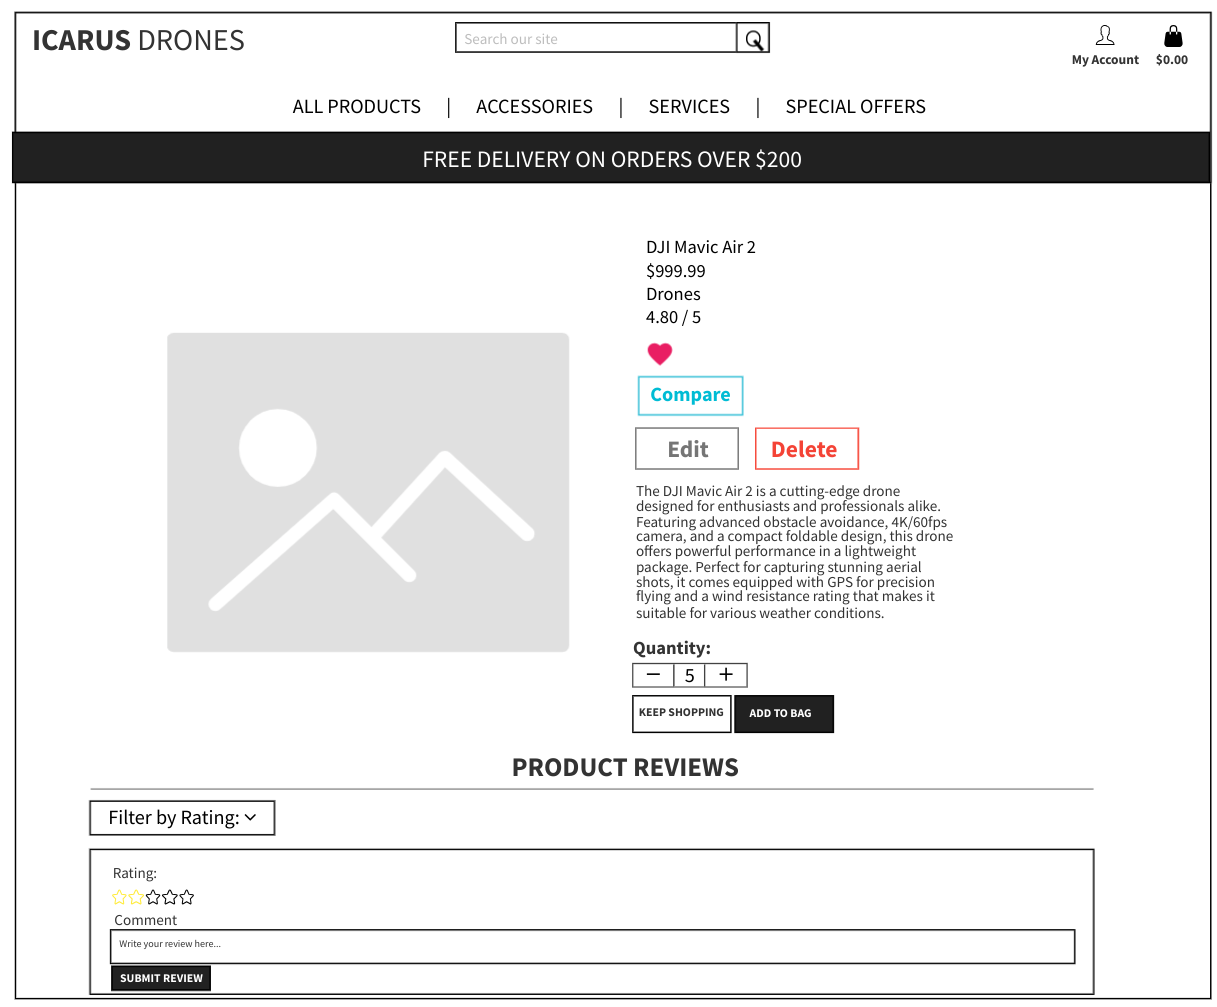 ICARUS DRONES
Search our site
My Account
$0.00
ALL PRODUCTS | ACCESSORIES | SERVICES | SPECIAL OFFERS
FREE DELIVERY ON ORDERS OVER $200
DJI Mavic Air 2
$999.99
Drones
4.80 / 5
Compare
Edit
Delete
The DJI Mavic Air 2 is a cutting-edge drone
designed for enthusiasts and professionals alike.
Featuring advanced obstacle avoidance, 4K/60fps
camera, and a compact foldable design, this drone
offers powerful performance in a lightweight
package. Perfect for capturing stunning aerial
shots, it comes equipped with GPS for precision
flying and a wind resistance rating that makes it
suitable for various weather conditions.
Quantity:
− 5 +
KEEP SHOPPING
ADD TO BAG
PRODUCT REVIEWS
Filter by Rating:
Rating:
Comment
Write your review here...
SUBMIT REVIEW